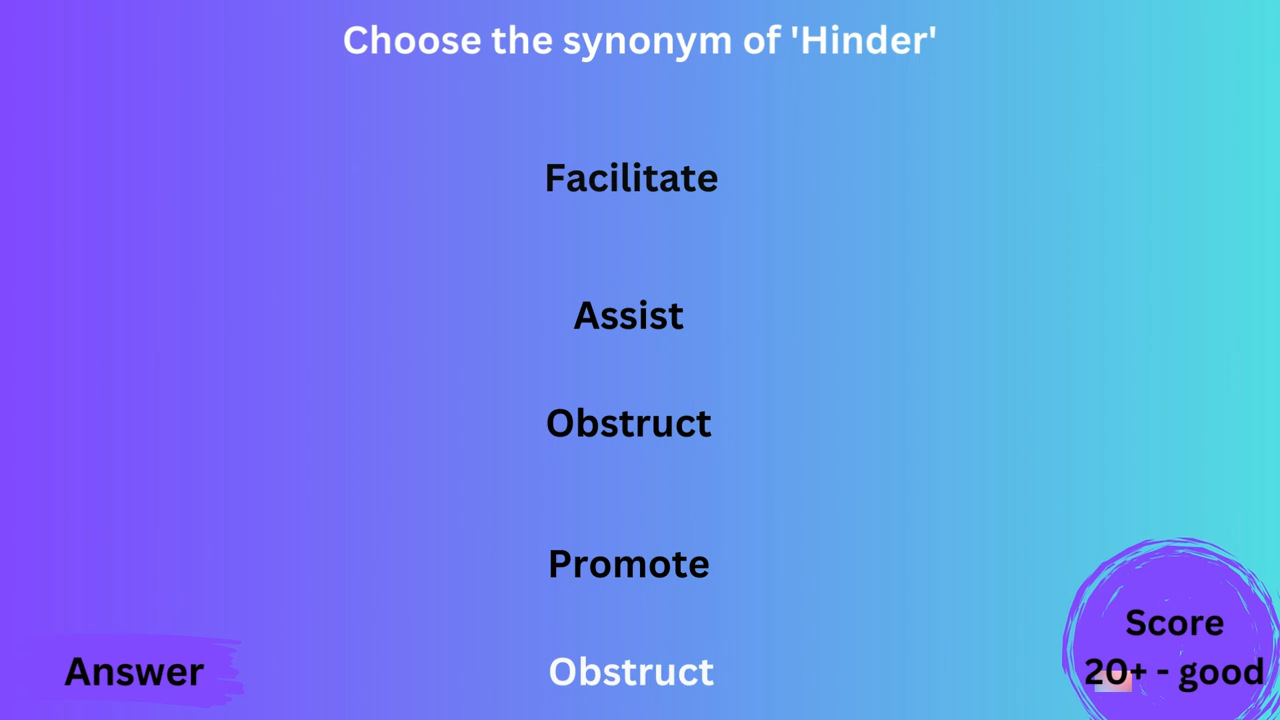 Choose the synonym of 'Hinder'
Facilitate
Assist
Obstruct
Promote
Answer
Obstruct
Score
20+ - good